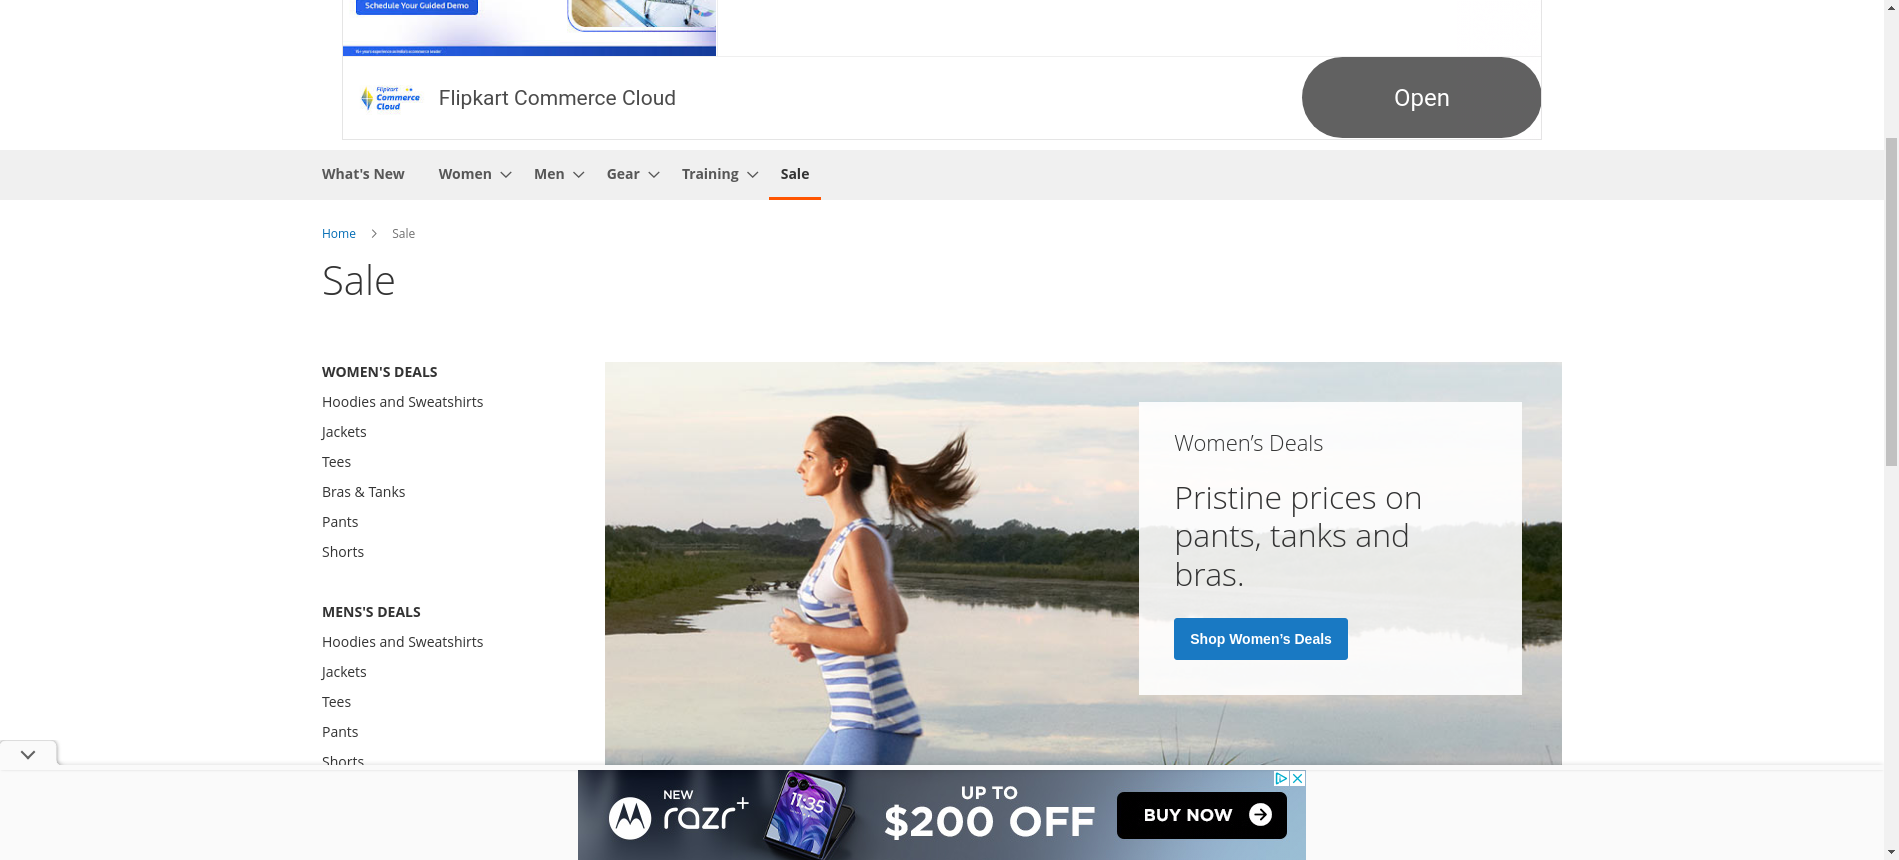 Schedule Your Guided Demo
Flipkart
Commerce
Cloud
Flipkart Commerce Cloud
Open
What's New
Women
Men
Gear
Training
Sale
Home
Sale
Sale
WOMEN'S DEALS
Hoodies and Sweatshirts
Jackets
Tees
Bras & Tanks
Pants
Shorts
MENS'S DEALS
Hoodies and Sweatshirts
Jackets
Tees
Pants
Shorts
Women’s Deals
Pristine prices on
pants, tanks and
bras.
Shop Women’s Deals
NEW
razr+
11:35
UP TO
$200 OFF
BUY NOW